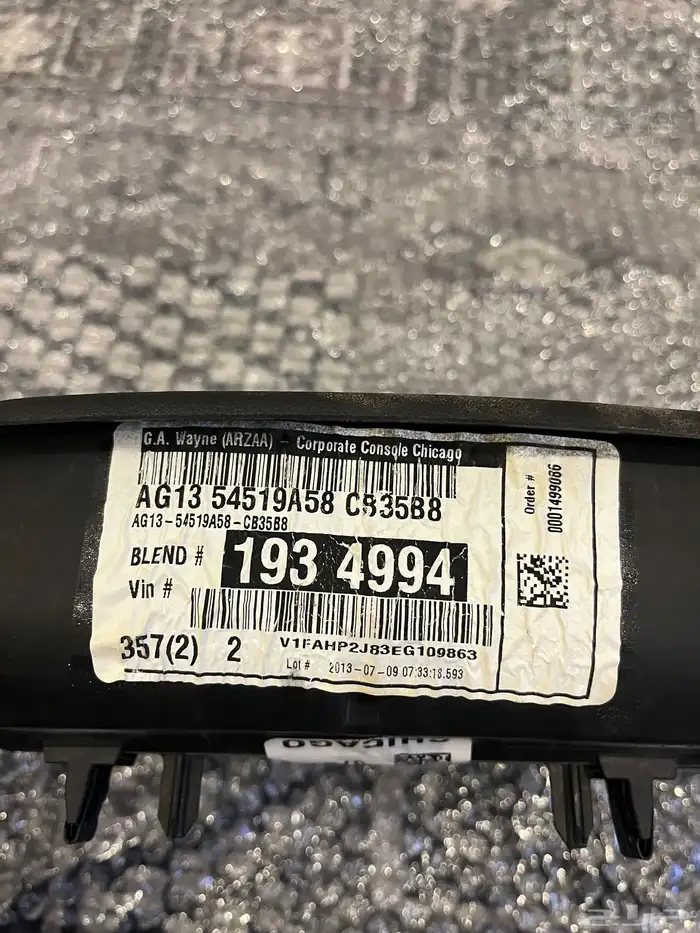 G.A. Wayne (ARZAA) - Corporate Console Chicago
AG13 54519A58 CB35B8
AG13-54519A58-CB35B8
BLEND # 193 4994
Vin #
V1FAHP2J83EG109863
357(2) 2
Lot # 2013-07-09 07:33:18.593
Order #
0001499066
CHICAGO
حراج